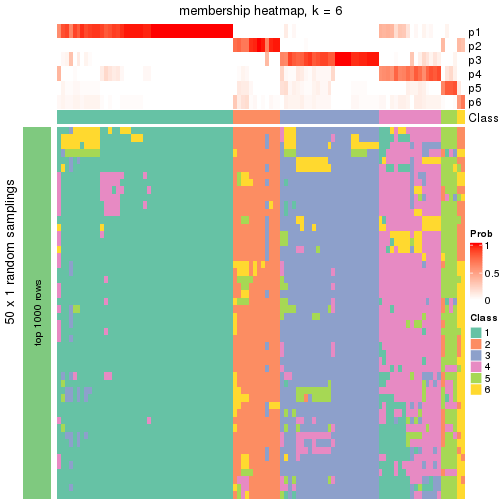 membership heatmap, k = 6
p1
p2
p3
p4
p5
p6
Class
50 x 1 random samplings
top 1000 rows
Prob
1
0.5
0
Class
1
2
3
4
5
6